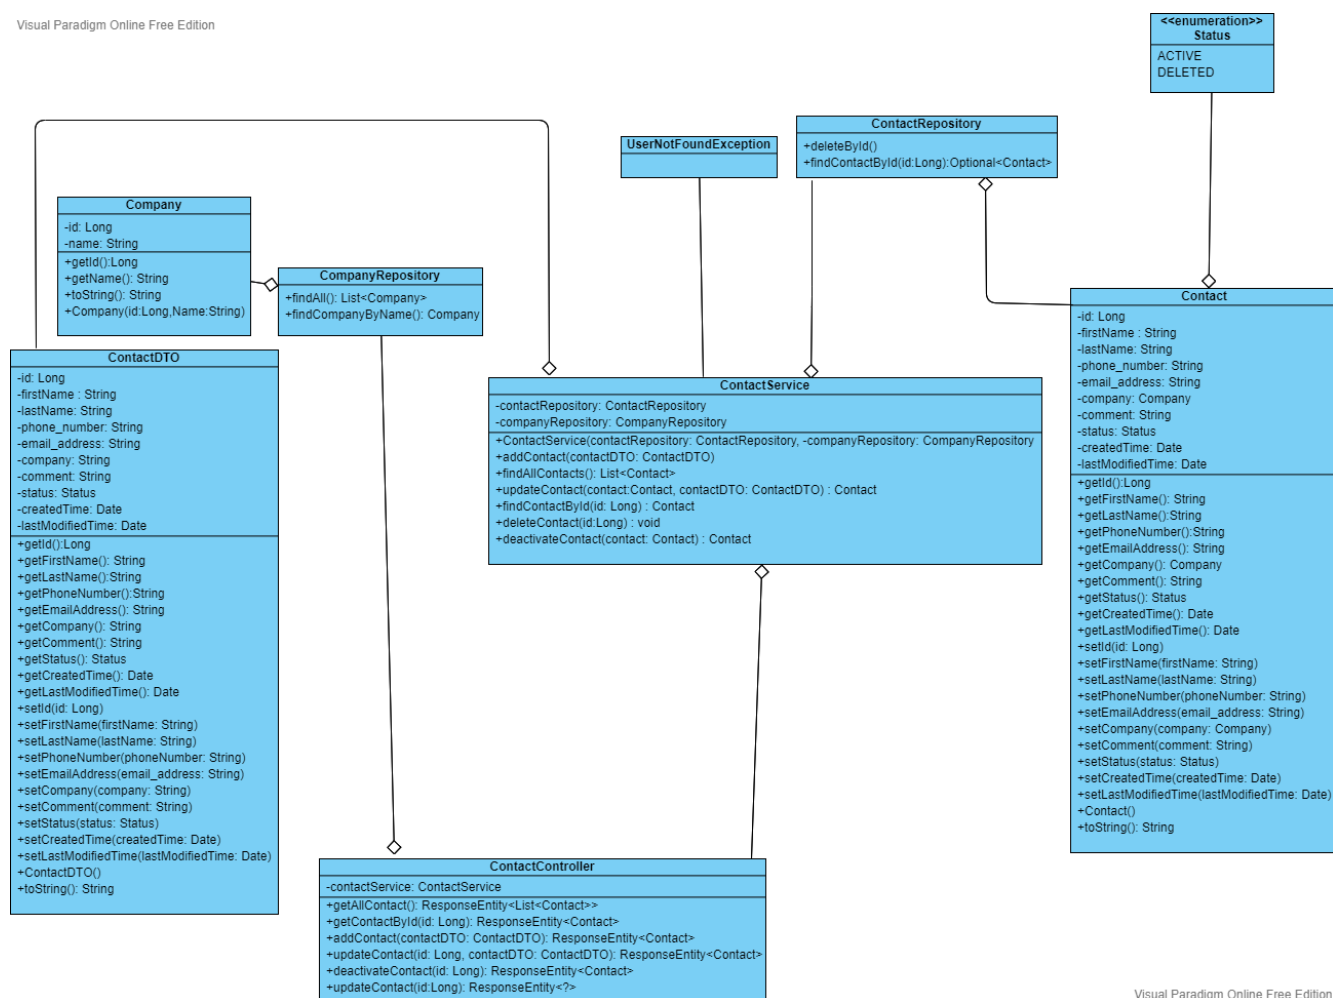 Visual Paradigm Online Free Edition
<<enumeration>>
Status
ACTIVE
DELETED
ContactRepository
+deleteById()
+findContactById(id:Long):Optional<Contact>
UserNotFoundException
Company
-id: Long
-name: String
+getId():Long
+getName(): String
+toString(): String
+Company(id:Long,Name:String)
CompanyRepository
+findAll(): List<Company>
+findCompanyByName(): Company
ContactDTO
-id: Long
-firstName : String
-lastName: String
-phone_number: String
-email_address: String
-company: String
-comment: String
-status: Status
-createdTime: Date
-lastModifiedTime: Date
+getId():Long
+getFirstName(): String
+getLastName():String
+getPhoneNumber():String
+getEmailAddress(): String
+getCompany(): String
+getComment(): String
+getStatus(): Status
+getCreatedTime(): Date
+getLastModifiedTime(): Date
+setId(id: Long)
+setFirstName(firstName: String)
+setLastName(lastName: String)
+setPhoneNumber(phoneNumber: String)
+setEmailAddress(email_address: String)
+setCompany(company: String)
+setComment(comment: String)
+setStatus(status: Status)
+setCreatedTime(createdTime: Date)
+setLastModifiedTime(lastModifiedTime: Date)
+ContactDTO()
+toString(): String
ContactService
-contactRepository: ContactRepository
-companyRepository: CompanyRepository
+ContactService(contactRepository: ContactRepository, -companyRepository: CompanyRepository
+addContact(contactDTO: ContactDTO)
+findAllContacts(): List<Contact>
+updateContact(contact:Contact, contactDTO: ContactDTO) : Contact
+findContactById(id: Long) : Contact
+deleteContact(id:Long) : void
+deactivateContact(contact: Contact) : Contact
Contact
-id: Long
-firstName : String
-lastName: String
-phone_number: String
-email_address: String
-company: Company
-comment: String
-status: Status
-createdTime: Date
-lastModifiedTime: Date
+getId():Long
+getFirstName(): String
+getLastName():String
+getPhoneNumber():String
+getEmailAddress(): String
+getCompany(): Company
+getComment(): String
+getStatus(): Status
+getCreatedTime(): Date
+getLastModifiedTime(): Date
+setId(id: Long)
+setFirstName(firstName: String)
+setLastName(lastName: String)
+setPhoneNumber(phoneNumber: String)
+setEmailAddress(email_address: String)
+setCompany(company: Company)
+setComment(comment: String)
+setStatus(status: Status)
+setCreatedTime(createdTime: Date)
+setLastModifiedTime(lastModifiedTime: Date)
+Contact()
+toString(): String
ContactController
-contactService: ContactService
+getAllContact(): ResponseEntity<List<Contact>>
+getContactById(id: Long): ResponseEntity<Contact>
+addContact(contactDTO: ContactDTO): ResponseEntity<Contact>
+updateContact(id: Long, contactDTO: ContactDTO): ResponseEntity<Contact>
+deactivateContact(id: Long): ResponseEntity<Contact>
+updateContact(id:Long): ResponseEntity<?>
Visual Paradigm Online Free Edition